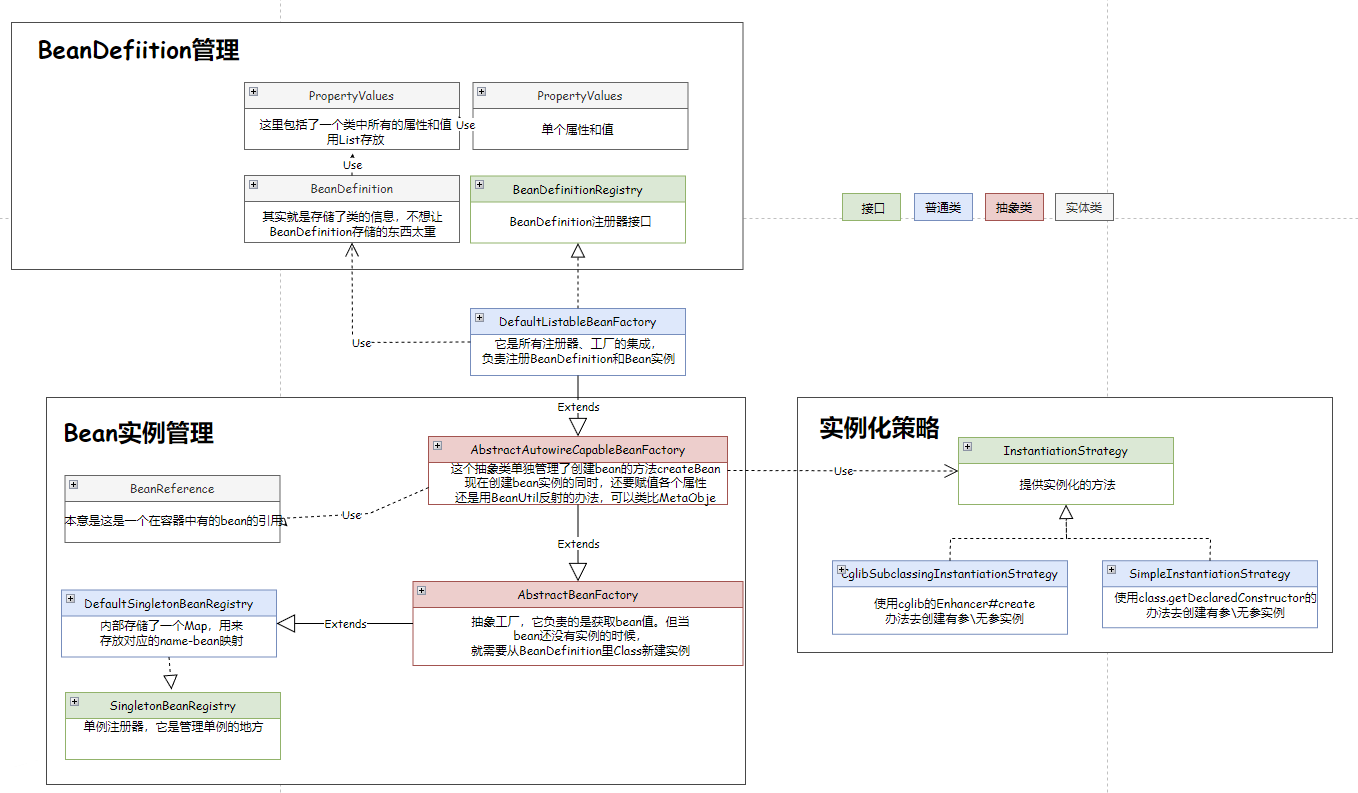 BeanDefiition管理
PropertyValues
这里包括了一个类中所有的属性和值
用List存放
Use
PropertyValues
单个属性和值
Use
BeanDefinition
其实就是存储了类的信息，不想让
BeanDefinition存储的东西太重
BeanDefinitionRegistry
BeanDefinition注册器接口
接口
普通类
抽象类
实体类
DefaultListableBeanFactory
它是所有注册器、工厂的集成，
负责注册BeanDefinition和Bean实例
Use
Extends
Bean实例管理
AbstractAutowireCapableBeanFactory
这个抽象类单独管理了创建bean的方法createBean
现在创建bean实例的同时，还要赋值各个属性
还是用BeanUtil反射的办法，可以类比MetaObje
BeanReference
本意是这是一个在容器中有的bean的引用
Use
Extends
AbstractBeanFactory
抽象工厂，它负责的是获取bean值。但当
bean还没有实例的时候，
就需要从BeanDefinition里Class新建实例
Extends
DefaultSingletonBeanRegistry
内部存储了一个Map，用来
存放对应的name-bean映射
SingletonBeanRegistry
单例注册器，它是管理单例的地方
Use
实例化策略
InstantiationStrategy
提供实例化的方法
CglibSubclassingInstantiationStrategy
使用cglib的Enhancer#create
办法去创建有参\无参实例
SimpleInstantiationStrategy
使用class.getDeclaredConstructor的
办法去创建有参\无参实例